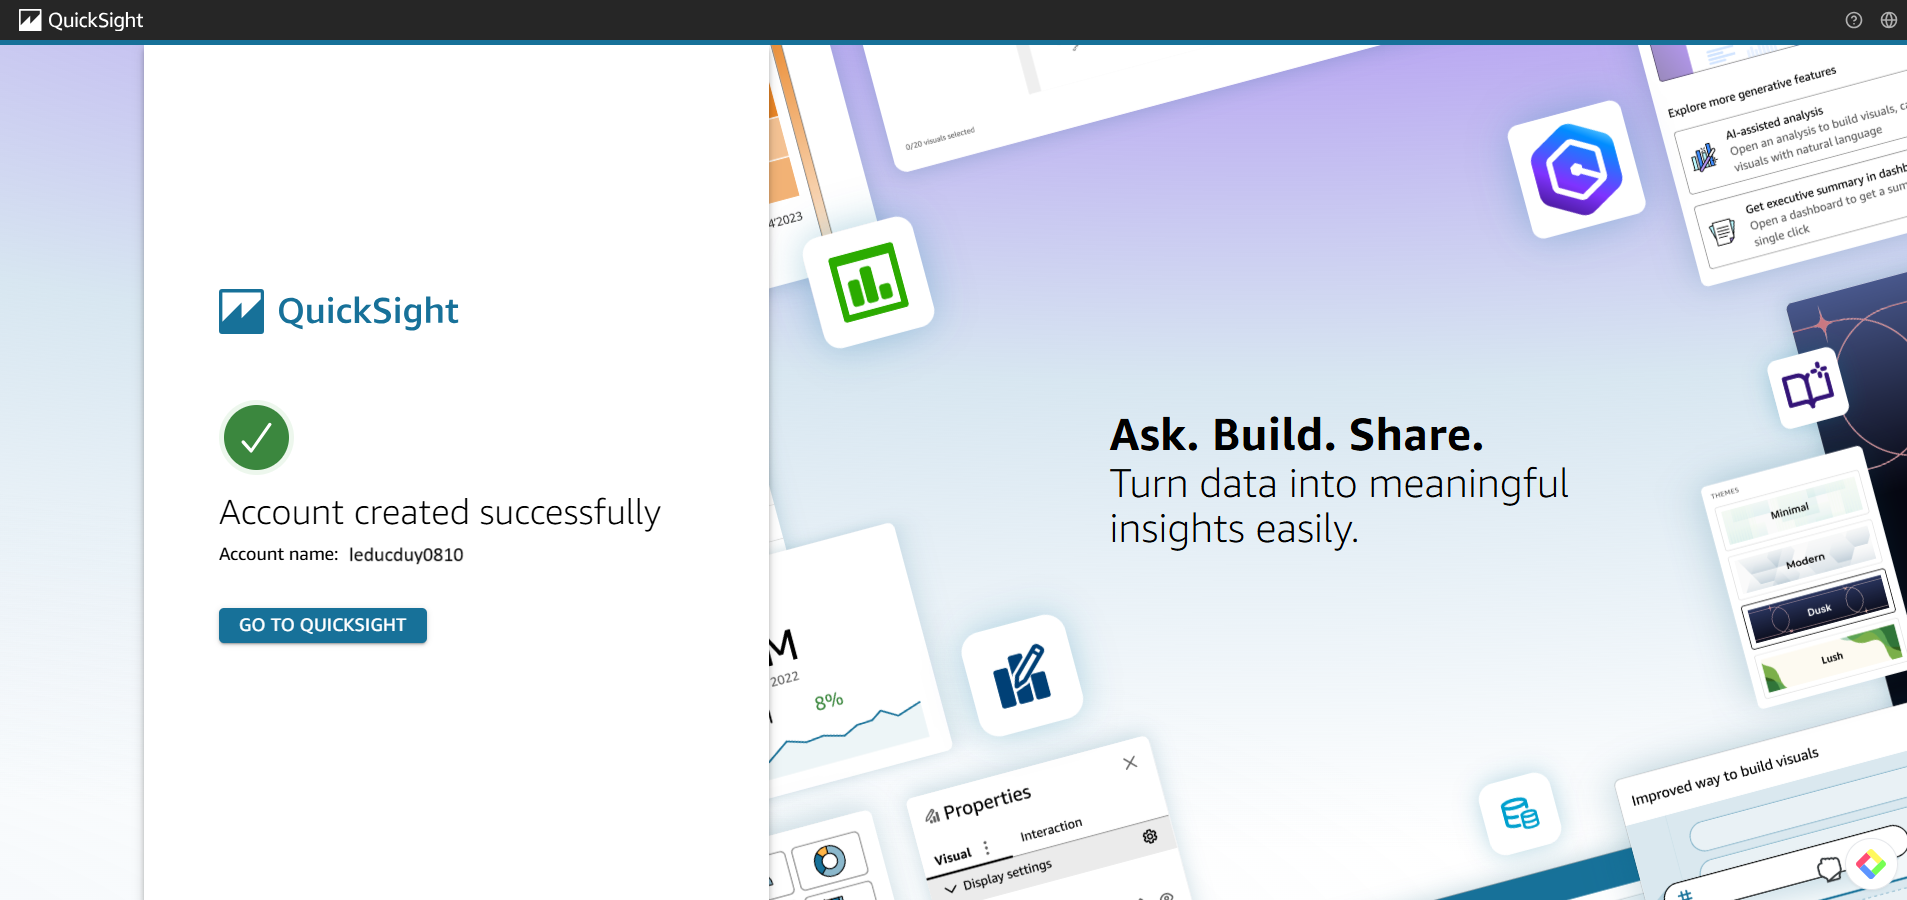 QuickSight
QuickSight
Account created successfully
Account name: leducduy0810
GO TO QUICKSIGHT
0/20 visuals selected
4'2023
Explore more generative features
AI-assisted analysis
Open an analysis to build visuals, ca
visuals with natural language
Get executive summary in dashb
Open a dashboard to get a sum
single click
Ask. Build. Share.
Turn data into meaningful
insights easily.
THEMES
Minimal
Modern
Dusk
Lush
M
2022
8%
Properties
Visual
Interaction
Display settings
Improved way to build visuals
#